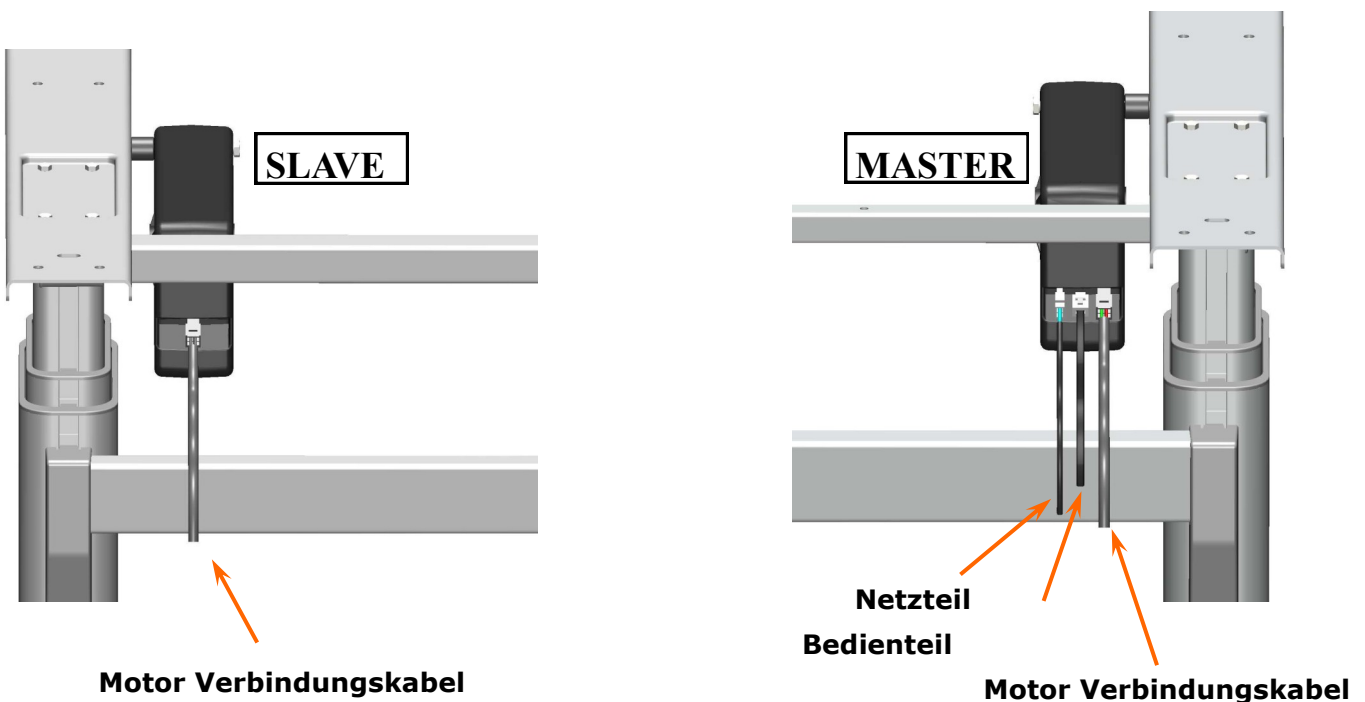 SLAVE
MASTER
Netzteil
Bedienteil
Motor Verbindungskabel
Motor Verbindungskabel